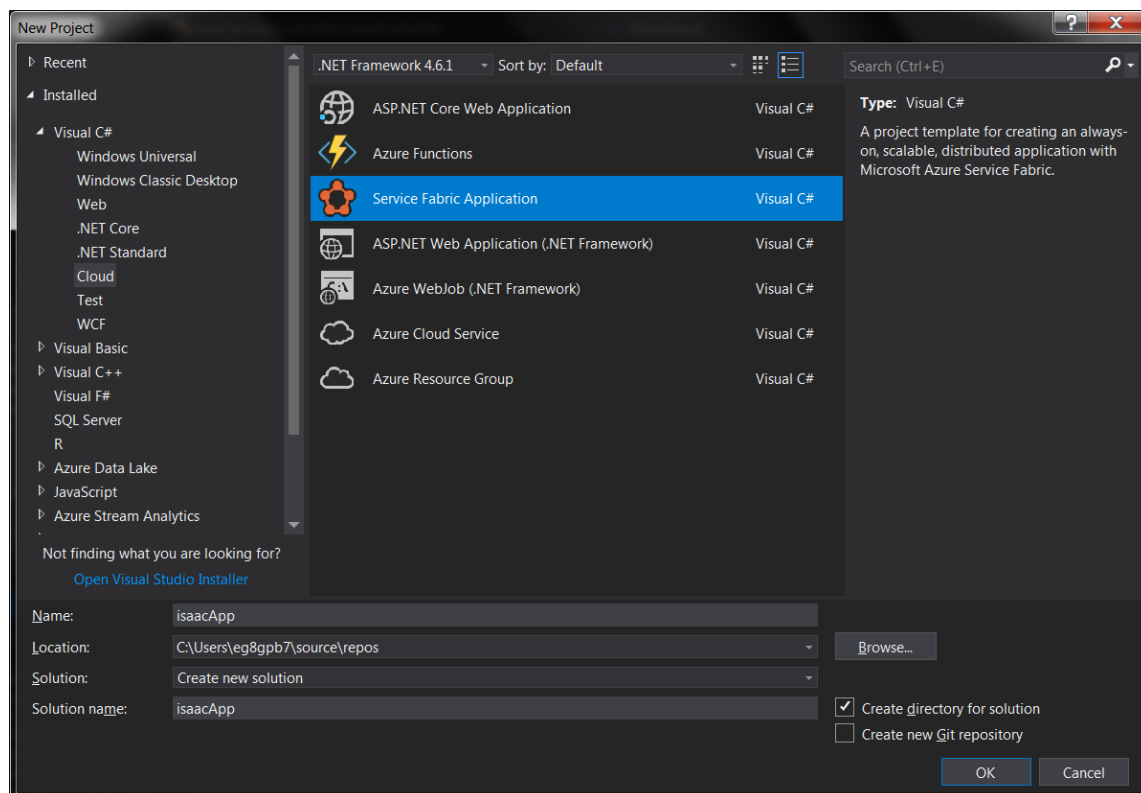 New Project
Recent
Installed
Visual C#
Windows Universal
Windows Classic Desktop
Web
.NET Core
.NET Standard
Cloud
Test
WCF
Visual Basic
Visual C++
Visual F#
SQL Server
R
Azure Data Lake
JavaScript
Azure Stream Analytics
Not finding what you are looking for?
Open Visual Studio Installer
.NET Framework 4.6.1 Sort by: Default
ASP.NET Core Web Application Visual C#
Azure Functions Visual C#
Service Fabric Application Visual C#
ASP.NET Web Application (.NET Framework) Visual C#
Azure WebJob (.NET Framework) Visual C#
Azure Cloud Service Visual C#
Azure Resource Group Visual C#
Search (Ctrl+E)
Type: Visual C#
A project template for creating an always-
on, scalable, distributed application with
Microsoft Azure Service Fabric.
Name: isaacApp
Location: C:\Users\eg8gpb7\source\repos Browse...
Solution: Create new solution
Solution name: isaacApp
Create directory for solution
Create new Git repository
OK Cancel